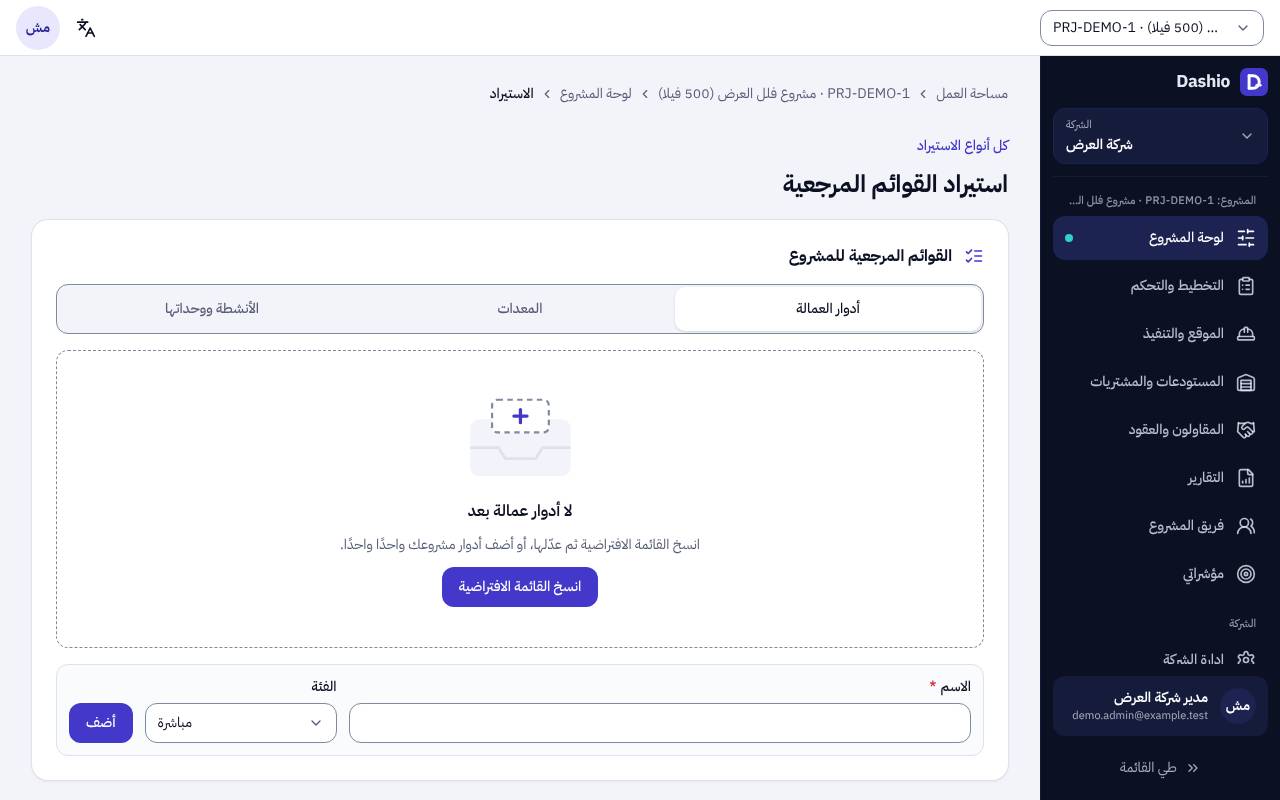 PRJ-DEMO-1 · (500 فيلا) ...
مش
Dashio
الشركة
شركة العرض
المشروع: PRJ-DEMO-1 · مشروع فلل الـ...
لوحة المشروع
التخطيط والتحكم
الموقع والتنفيذ
المستودعات والمشتريات
المقاولون والعقود
التقارير
فريق المشروع
مؤشراتي
الشركة
إدارة الشركة
مش
مدير شركة العرض
demo.admin@example.test
طي القائمة
مساحة العمل
PRJ-DEMO-1 · مشروع فلل العرض (500 فيلا)
لوحة المشروع
الاستيراد
كل أنواع الاستيراد
استيراد القوائم المرجعية
القوائم المرجعية للمشروع
أدوار العمالة
المعدات
الأنشطة ووحداتها
لا أدوار عمالة بعد
انسخ القائمة الافتراضية ثم عدّلها، أو أضف أدوار مشروعك واحدًا واحدًا.
انسخ القائمة الافتراضية
الاسم *
الفئة
مباشرة
أضف